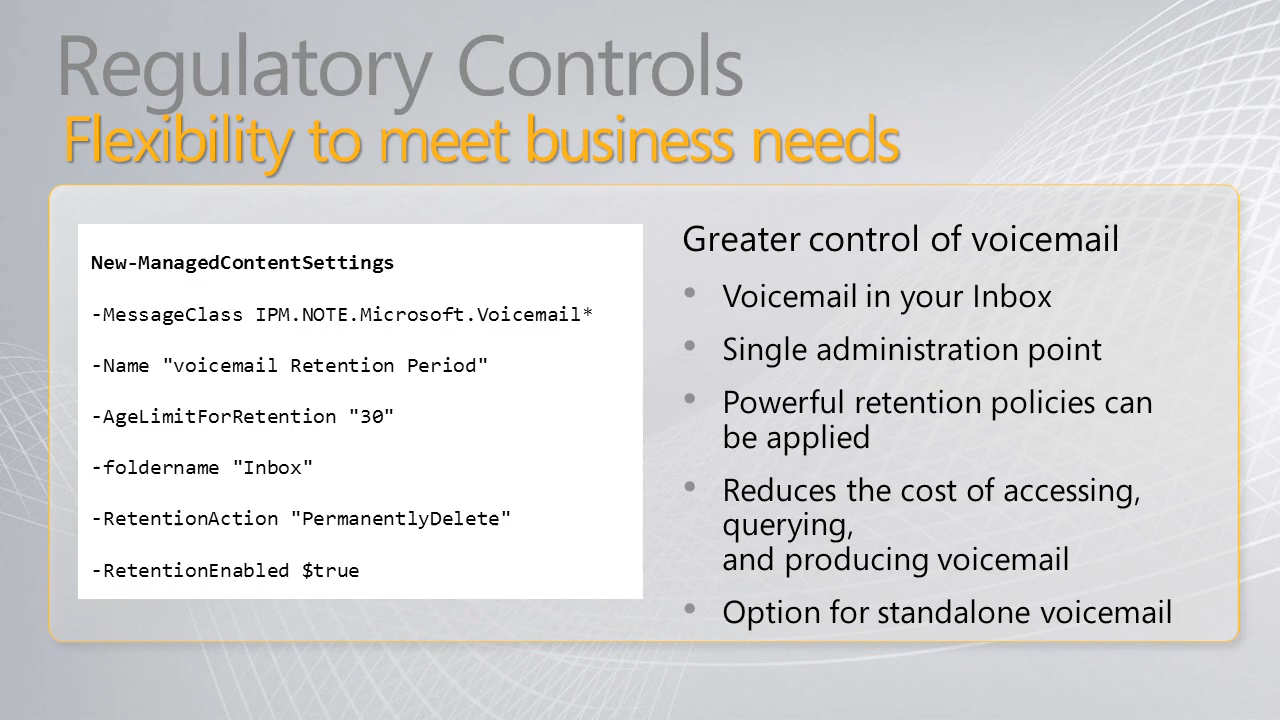 Regulatory Controls
Flexibility to meet business needs
New-ManagedContentSettings
-MessageClass IPM.NOTE.Microsoft.Voicemail*
-Name "voicemail Retention Period"
-AgeLimitForRetention "30"
-foldername "Inbox"
-RetentionAction "PermanentlyDelete"
-RetentionEnabled $true
Greater control of voicemail
• Voicemail in your Inbox
• Single administration point
• Powerful retention policies can
be applied
• Reduces the cost of accessing,
querying,
and producing voicemail
• Option for standalone voicemail